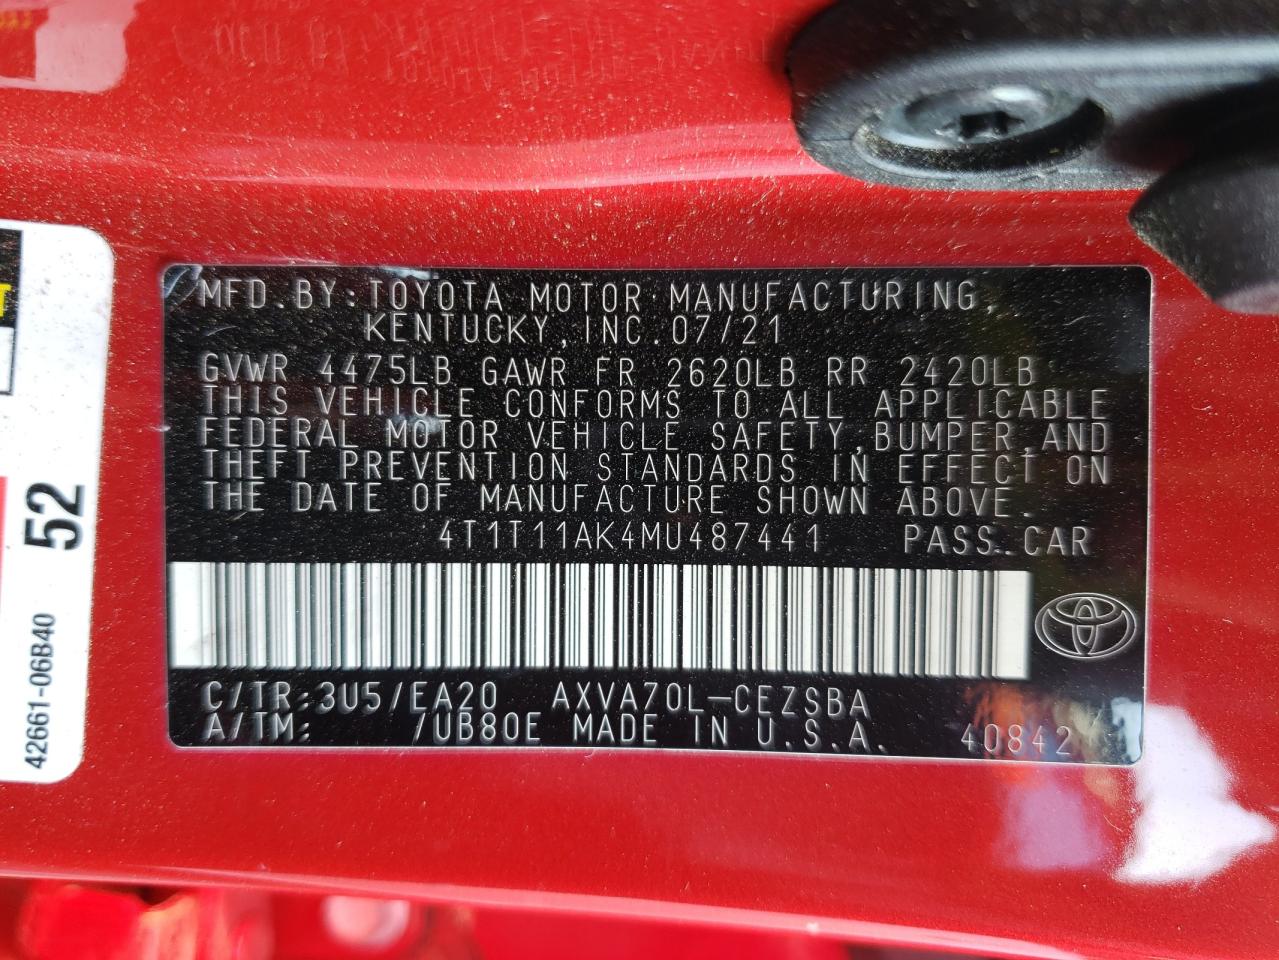 MFD.BY:TOYOTA MOTOR MANUFACTURING,
KENTUCKY,INC.07/21
GVWR 4475LB GAWR FR 2620LB RR 2420LB
THIS VEHICLE CONFORMS TO ALL APPLICABLE
FEDERAL MOTOR VEHICLE SAFETY,BUMPER,AND
THEFT PREVENTION STANDARDS IN EFFECT ON
THE DATE OF MANUFACTURE SHOWN ABOVE.
4T1T11AK4MU487441 PASS.CAR
C/TR:3U5/EA20 AXVA70L-CEZSBA
A/TM: /UB80E MADE IN U.S.A. 40842
52
42661-06B40